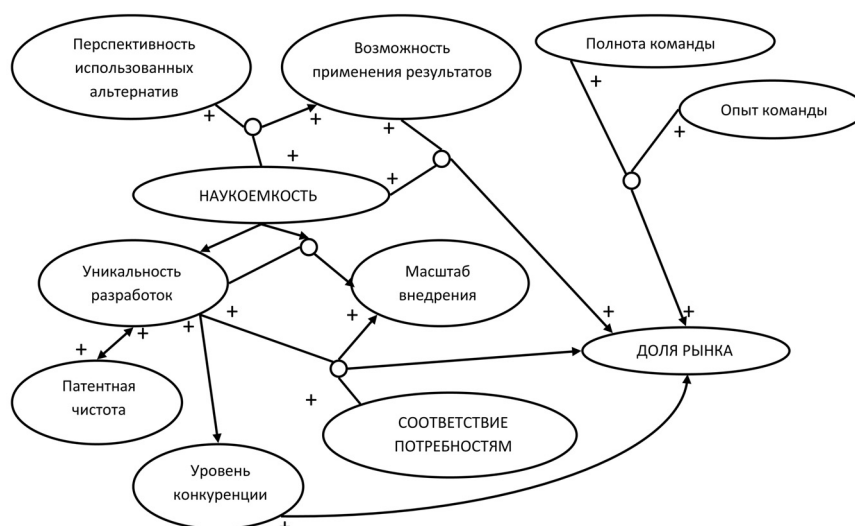 Перспективность
использованных
альтернатив
Возможность
применения результатов
Полнота команды
Опыт команды
+
+
+
+
+
+
+
НАУКОЕМКОСТЬ
Уникальность
разработок
Масштаб
внедрения
+
+
+
+
+
+
+
+
ДОЛЯ РЫНКА
Патентная
чистота
+
СООТВЕТСТВИЕ
ПОТРЕБНОСТЯМ
Уровень
конкуренции
+